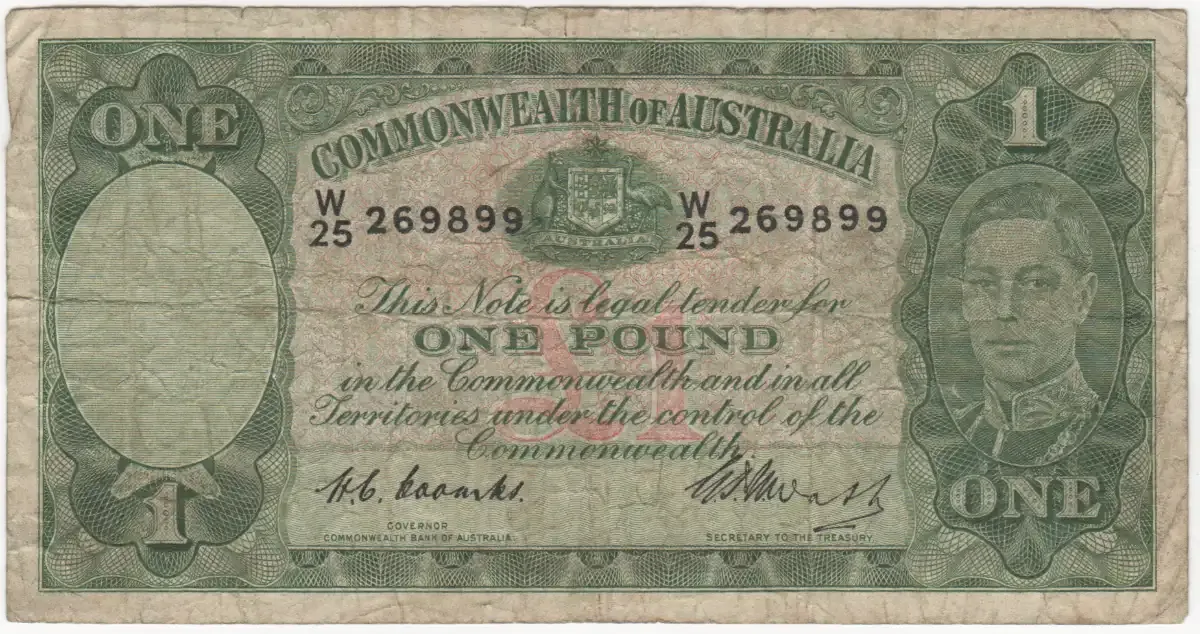 ONE
1
COMMONWEALTH OF AUSTRALIA
W/25 269899
W/25 269899
AUSTRALIA
This Note is legal tender for
£1
ONE POUND
in the Commonwealth and in all
Territories under the control of the
Commonwealth.
H.C. Coombs.
GOVERNOR
COMMONWEALTH BANK OF AUSTRALIA.
SECRETARY TO THE TREASURY
1
ONE